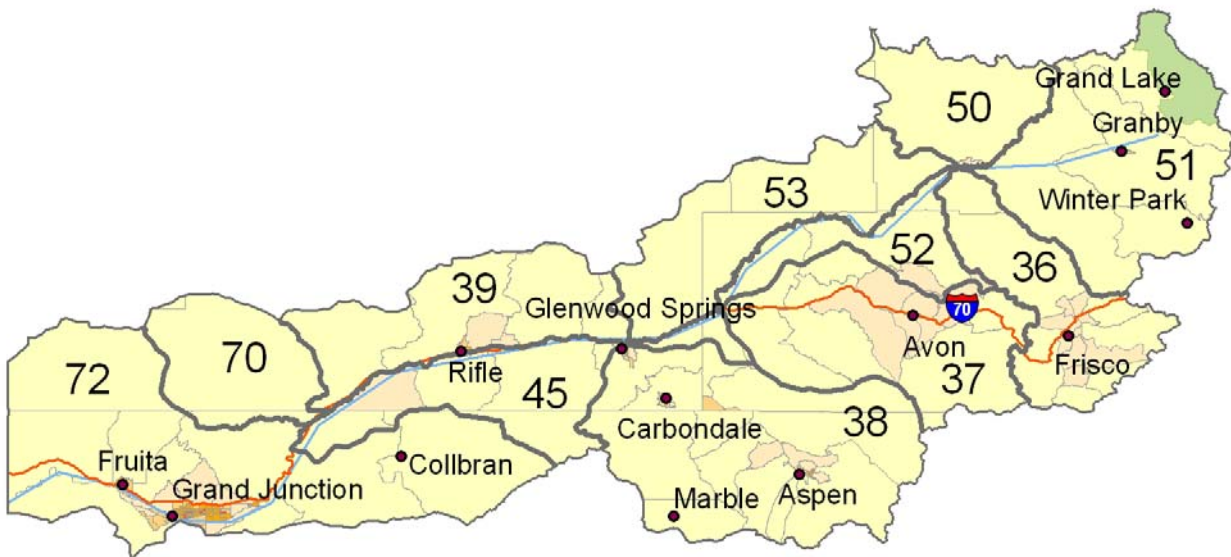 Grand Lake
50
Granby
51
53
Winter Park
52
36
39
Glenwood Springs
70
70
Avon
Frisco
72
Rifle
45
37
Carbondale
38
Fruita
Collbran
Grand Junction
Marble
Aspen